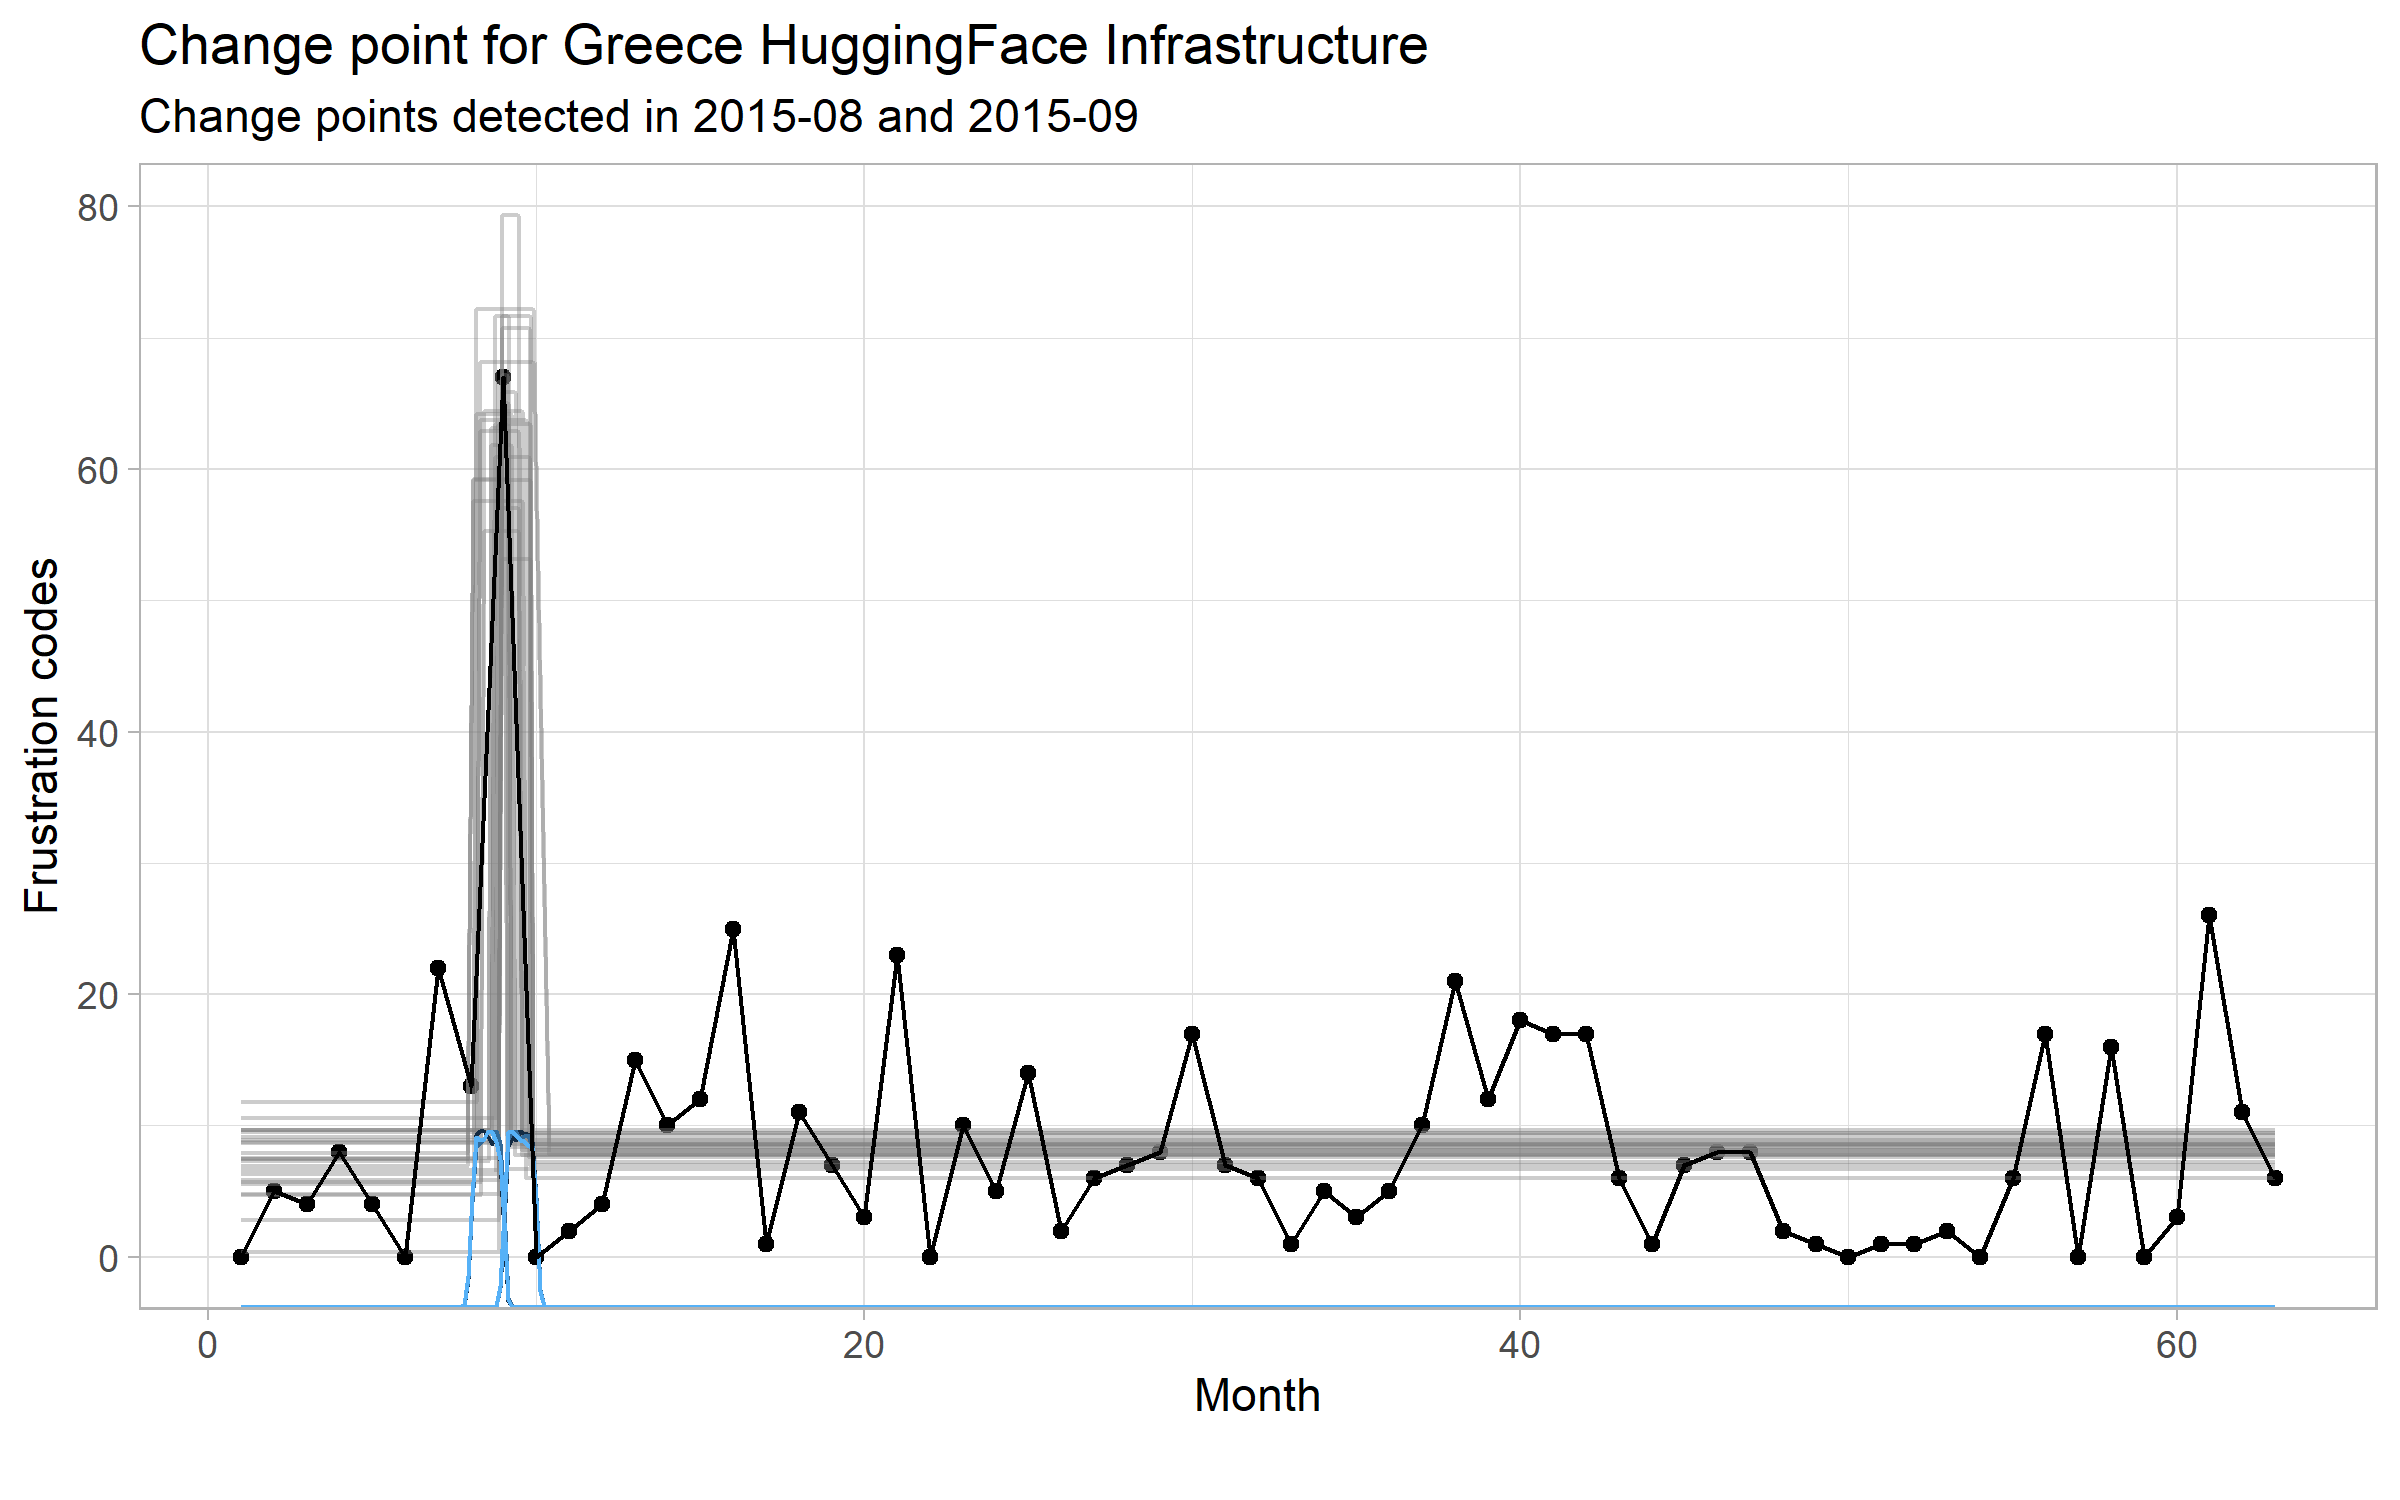 Change point for Greece HuggingFace Infrastructure
Change points detected in 2015-08 and 2015-09
80
60
40
20
0
Frustration codes
0 20 40 60
Month